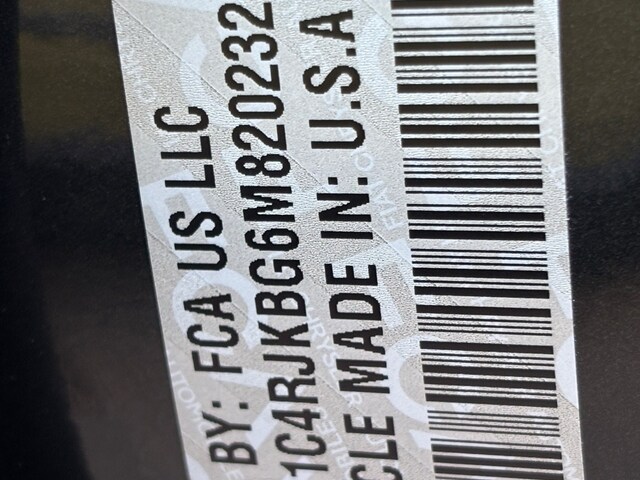 BY: FCA US LLC
1C4RJKBG6M820232
CLE MADE IN: U.S.A